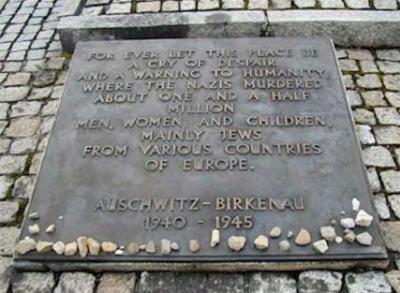 FOR EVER LET THIS PLACE BE
A CRY OF DESPAIR
AND A WARNING TO HUMANITY,
WHERE THE NAZIS MURDERED
ABOUT ONE AND A HALF
MILLION
MEN, WOMEN, AND CHILDREN,
MAINLY JEWS
FROM VARIOUS COUNTRIES
OF EUROPE.
AUSCHWITZ-BIRKENAU
1940 - 1945